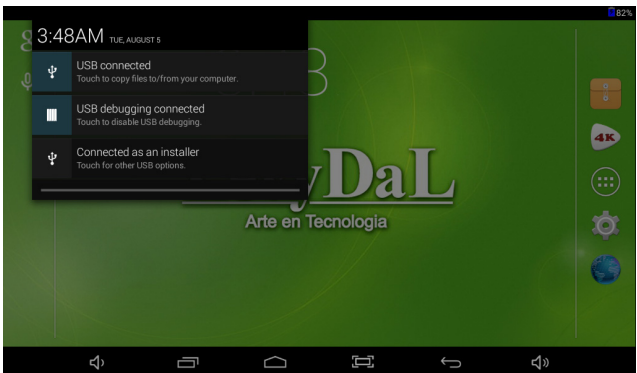 82%
3:48AM TUE, AUGUST 5
USB connected
Touch to copy files to/from your computer.
USB debugging connected
Touch to disable USB debugging.
Connected as an installer
Touch for other USB options.
yDaL
Arte en Tecnologia
4K